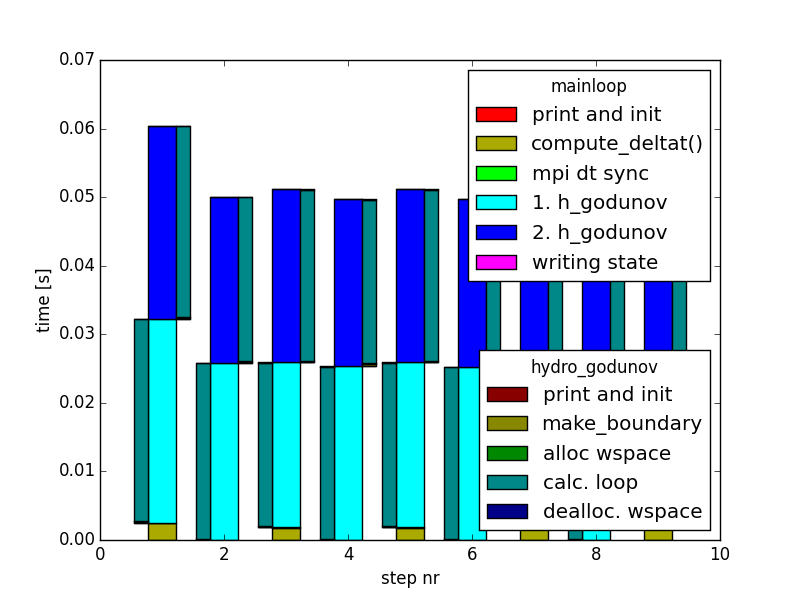 0.07
0.06
0.05
0.04
0.03
0.02
0.01
0.00
time [s]
0 2 4 6 8 10
step nr
mainloop
print and init
compute_deltat()
mpi dt sync
1. h_godunov
2. h_godunov
writing state
hydro_godunov
print and init
make_boundary
alloc wspace
calc. loop
dealloc. wspace